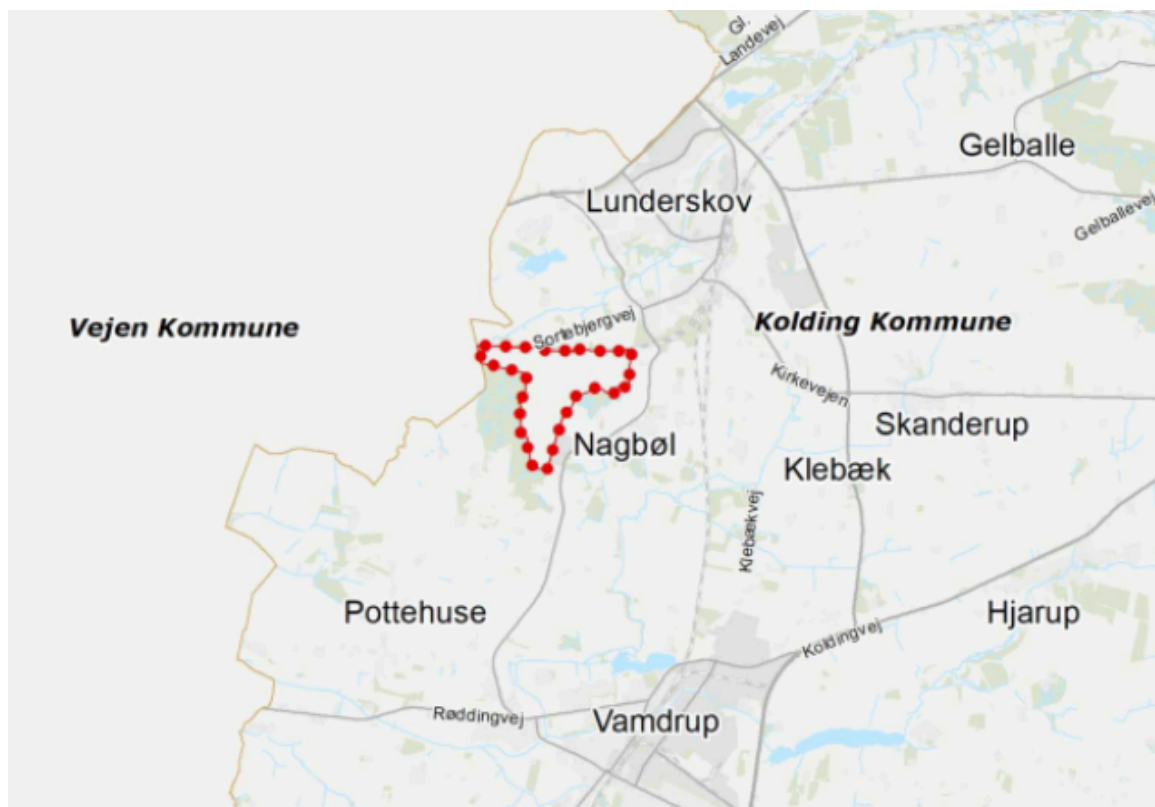 Gl.
Landevej
Gelballe
Lunderskov
Gelballevej
Vejen Kommune
Sortebjergvej
Kolding Kommune
Kirkevejen
Skanderup
Nagbøl
Klebæk
Klebækvej
Pottehuse
Hjarup
Koldingvej
Røddingvej
Vamdrup